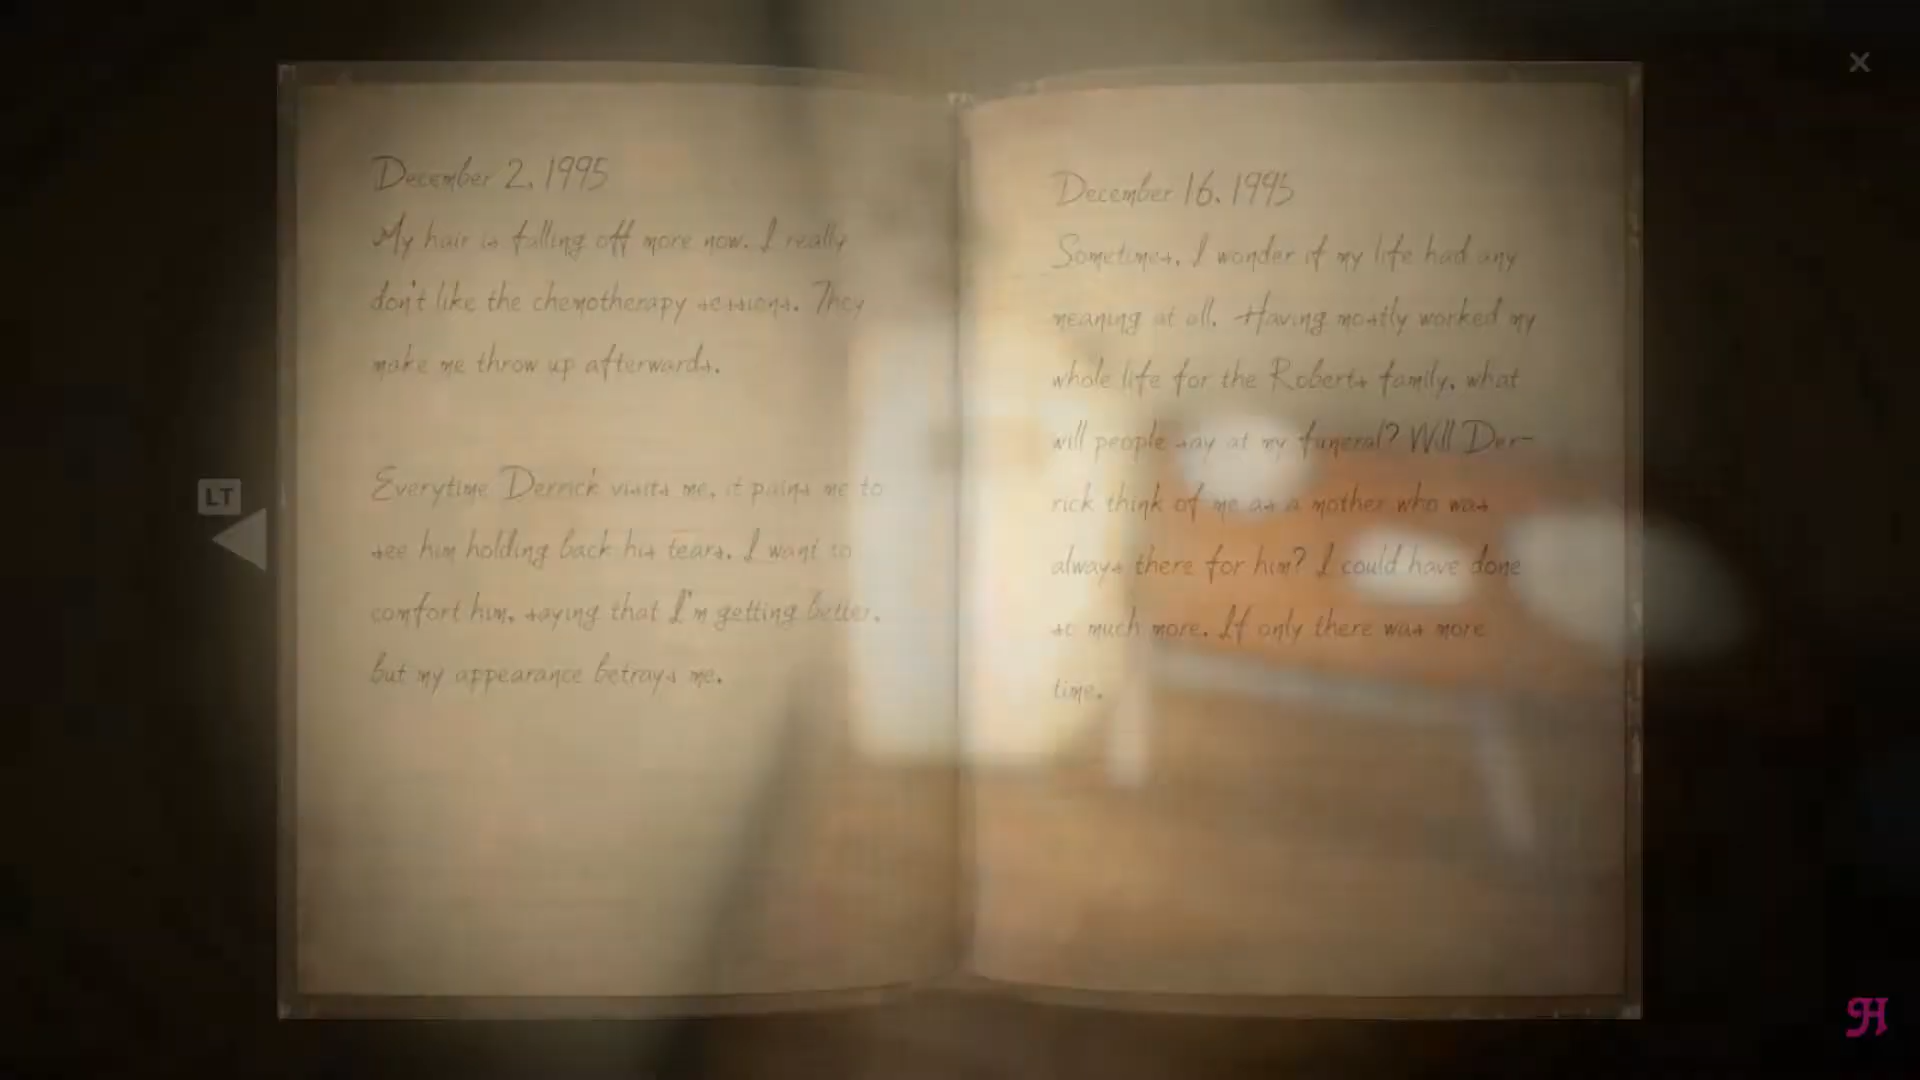 December 2, 1995
My hair is falling off more now. I really
don't like the chemotherapy sessions. They
make me throw up afterwards.
Everytime Derrick visits me, it pains me to
see him holding back his tears. I want to
comfort him, saying that I'm getting better,
but my appearance betrays me.
LT
December 16, 1995
Sometimes, I wonder if my life had any
meaning at all. Having mostly worked my
whole life for the Roberts family, what
will people say at my funeral? Will Der-
rick think of me as a mother who was
always there for him? I could have done
so much more. If only there was more
time.
H